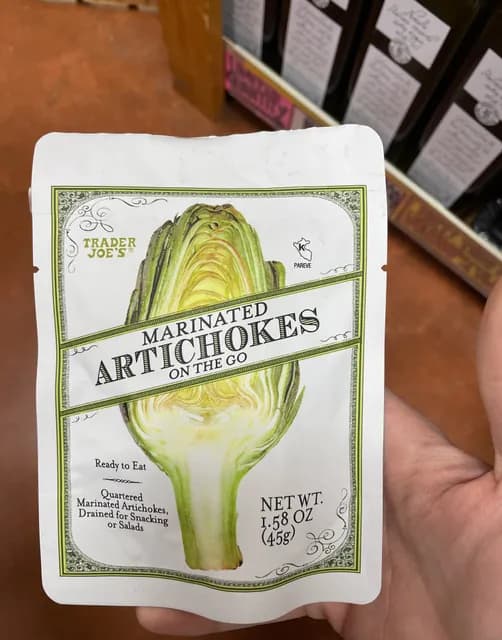 TRADER
JOE'S®
K
PAREVE
MARINATED
ARTICHOKES
ON THE GO
Ready to Eat
Quartered
Marinated Artichokes,
Drained for Snacking
or Salads
NET WT.
1.58 OZ
(45g)